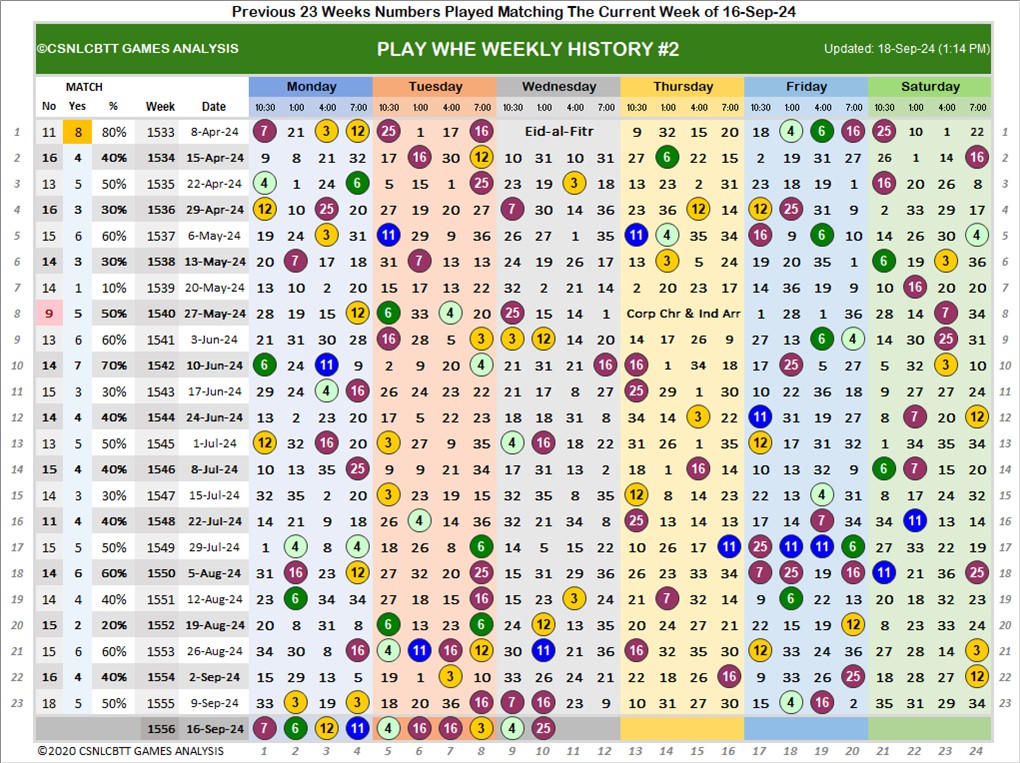 Previous 23 Weeks Numbers Played Matching The Current Week of 16-Sep-24
©CSNLCBTT GAMES ANALYSIS PLAY WHE WEEKLY HISTORY #2 Updated: 18-Sep-24 (1:14 PM)
MATCH Monday Tuesday Wednesday Thursday Friday Saturday
No Yes % Week Date 10:30 1:00 4:00 7:00 10:30 1:00 4:00 7:00 10:30 1:00 4:00 7:00 10:30 1:00 4:00 7:00 10:30 1:00 4:00 7:00 10:30 1:00 4:00 7:00
1 11 8 80% 1533 8-Apr-24 7 21 3 12 25 1 17 16 Eid-al-Fitr 9 32 15 20 18 4 6 16 25 10 1 22 1
2 16 4 40% 1534 15-Apr-24 9 8 21 32 17 16 30 12 10 31 10 31 27 6 22 15 2 19 31 27 26 1 14 16 2
3 13 5 50% 1535 22-Apr-24 4 1 24 6 5 15 1 25 23 19 3 18 13 23 2 31 23 18 19 1 16 20 26 8 3
4 16 3 30% 1536 29-Apr-24 12 10 25 20 27 19 20 27 7 30 14 36 23 36 12 14 12 25 31 9 2 33 29 17 4
5 15 6 60% 1537 6-May-24 19 24 3 31 11 29 9 36 26 27 1 35 11 4 35 34 16 9 6 10 14 26 30 4 5
6 14 3 30% 1538 13-May-24 20 7 17 18 31 7 13 13 24 19 26 17 13 3 5 24 19 20 35 1 6 19 3 36 6
7 14 1 10% 1539 20-May-24 13 10 2 20 15 17 13 22 32 2 21 14 2 20 23 17 14 36 19 9 10 16 20 20 7
8 9 5 50% 1540 27-May-24 28 19 15 12 6 33 4 20 25 15 14 1 Corp Chr & Ind Arr 1 28 1 36 28 14 7 34 8
9 13 6 60% 1541 3-Jun-24 21 31 30 28 16 28 5 3 3 12 14 20 14 17 26 9 27 13 6 4 14 30 25 31 9
10 14 7 70% 1542 10-Jun-24 6 24 11 9 2 9 20 4 21 31 31 16 16 1 34 18 1 25 5 27 5 32 3 10 10
11 15 3 30% 1543 17-Jun-24 29 24 4 16 26 24 23 22 21 17 8 27 25 29 1 30 10 22 36 18 9 27 27 24 11
12 14 4 40% 1544 24-Jun-24 13 2 23 20 17 5 22 23 18 18 31 8 34 14 3 22 11 31 19 27 8 7 20 12 12
13 13 5 50% 1545 1-Jul-24 12 32 16 20 3 27 9 35 4 16 18 22 31 26 1 35 12 17 31 32 1 34 35 34 13
14 15 4 40% 1546 8-Jul-24 10 13 35 25 9 9 21 34 17 31 13 2 18 1 16 14 10 13 32 9 6 7 15 20 14
15 14 3 30% 1547 15-Jul-24 32 35 2 20 3 23 19 15 32 35 8 35 12 8 14 23 22 13 4 31 8 17 24 32 15
16 11 4 40% 1548 22-Jul-24 14 21 9 18 26 4 14 36 32 21 34 8 25 13 14 13 17 14 7 34 34 11 13 14 16
17 15 5 50% 1549 29-Jul-24 1 4 8 4 18 26 8 6 14 5 15 22 10 26 17 11 25 11 11 6 27 33 22 19 17
18 14 6 60% 1550 5-Aug-24 31 16 23 12 27 32 20 25 15 31 29 36 26 23 33 34 7 25 19 16 11 21 36 25 18
19 14 4 40% 1551 12-Aug-24 23 6 34 34 27 18 15 16 15 23 3 24 21 7 32 14 9 6 22 13 20 18 32 23 19
20 15 2 20% 1552 19-Aug-24 20 8 31 8 6 13 23 6 24 12 13 35 20 24 27 21 22 15 20 12 8 23 33 24 20
21 15 6 60% 1553 26-Aug-24 34 30 8 16 4 11 16 12 30 11 21 36 16 32 35 30 12 33 24 36 27 28 14 3 21
22 16 4 40% 1554 2-Sep-24 15 29 13 5 19 1 3 10 33 26 24 21 22 18 26 16 9 33 26 25 18 28 27 12 22
23 18 5 50% 1555 9-Sep-24 33 3 19 3 18 20 36 16 7 16 23 9 10 31 27 30 15 4 16 2 35 31 29 34 23
1556 16-Sep-24 7 6 12 11 4 16 16 3 4 25
©2020 CSNLCBTT GAMES ANALYSIS 1 2 3 4 5 6 7 8 9 10 11 12 13 14 15 16 17 18 19 20 21 22 23 24